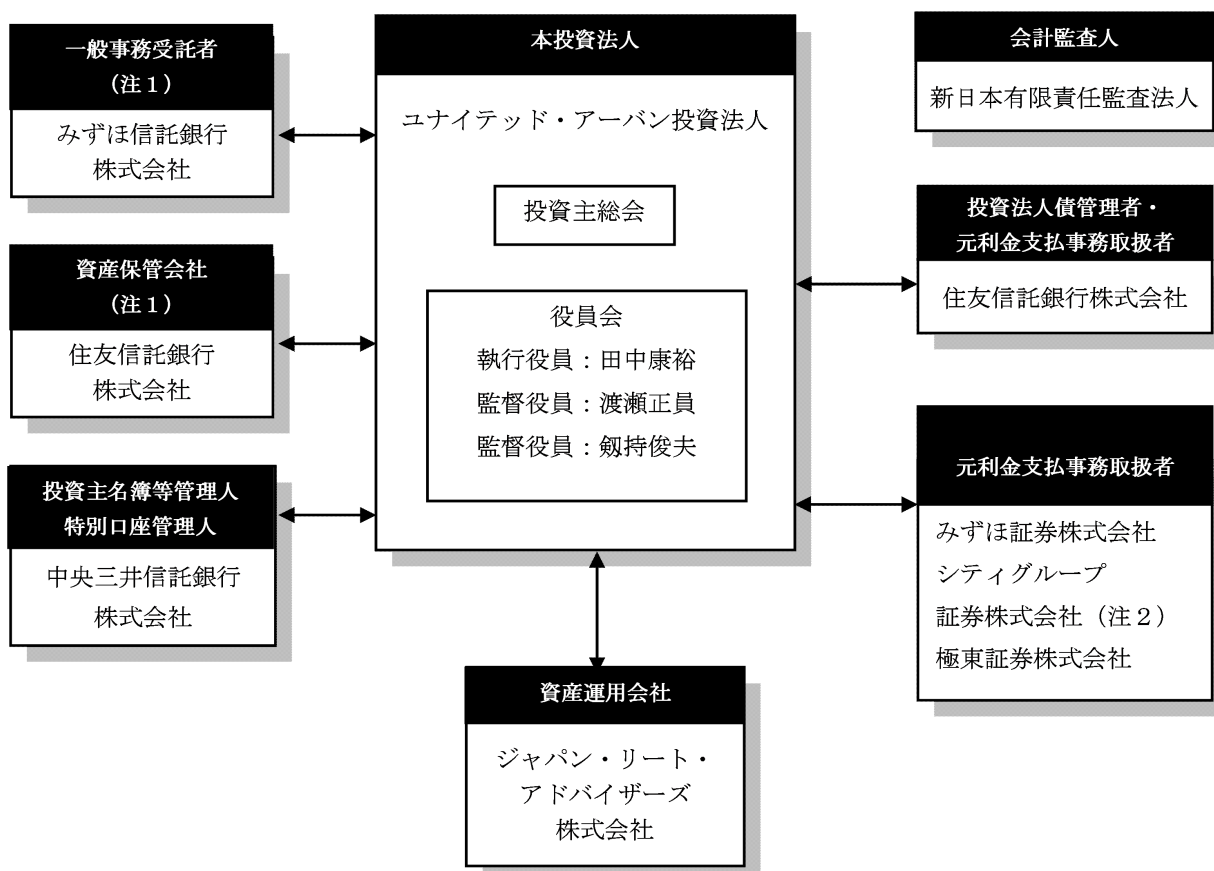 一般事務受託者
（注１）
みずほ信託銀行
株式会社
資産保管会社
（注１）
住友信託銀行
株式会社
投資主名簿等管理人
特別口座管理人
中央三井信託銀行
株式会社
本投資法人
ユナイテッド・アーバン投資法人
投資主総会
役員会
執行役員：田中康裕
監督役員：渡瀬正員
監督役員：剱持俊夫
資産運用会社
ジャパン・リート・
アドバイザーズ
株式会社
会計監査人
新日本有限責任監査法人
投資法人債管理者・
元利金支払事務取扱者
住友信託銀行株式会社
元利金支払事務取扱者
みずほ証券株式会社
シティグループ
証券株式会社（注２）
極東証券株式会社